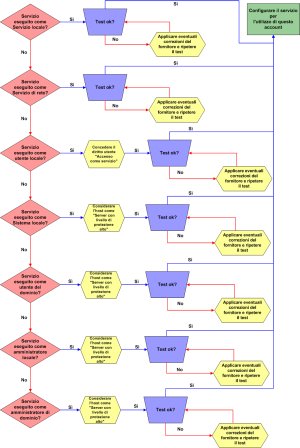 Servizio
eseguito come
Servizio locale?
Sì
Test ok?
Sì
No
Applicare eventuali
correzioni del
fornitore e ripetere
il test
Configurare il servizio
per
l'utilizzo di questo
account
No
Servizio
eseguito come
Servizio di rete?
Sì
Test ok?
Sì
No
Applicare eventuali
correzioni del
fornitore e ripetere
il test
No
Servizio
eseguito come
utente locale?
Sì
Concedere il
diritto utente
"Accesso
come servizio"
Sì
Test ok?
Sì
No
Applicare eventuali
correzioni del
fornitore e ripetere
il test
No
Servizio
eseguito come
Sistema locale?
Sì
Considerare
l'host come
"Server con
livello di
protezione
alto"
Sì
Test ok?
Sì
No
Applicare eventuali
correzioni del
fornitore e ripetere
il test
No
Servizio
eseguito come
utente del
dominio?
Sì
Considerare
l'host come
"Server con
livello di
protezione
alto"
Sì
Test ok?
Sì
No
Applicare eventuali
correzioni del
fornitore e ripetere
il test
No
Servizio
eseguito come
amministratore
locale?
Sì
Considerare
l'host come
"Server con
livello di
protezione
alto"
Sì
Test ok?
Sì
No
Applicare eventuali
correzioni del
fornitore e ripetere
il test
No
Servizio
eseguito come
amministratore di
dominio?
Sì
Considerare
l'host come
"Server con
livello di
protezione
alto"
Sì
Test ok?
Sì
No
Applicare eventuali
correzioni del
fornitore e ripetere
il test